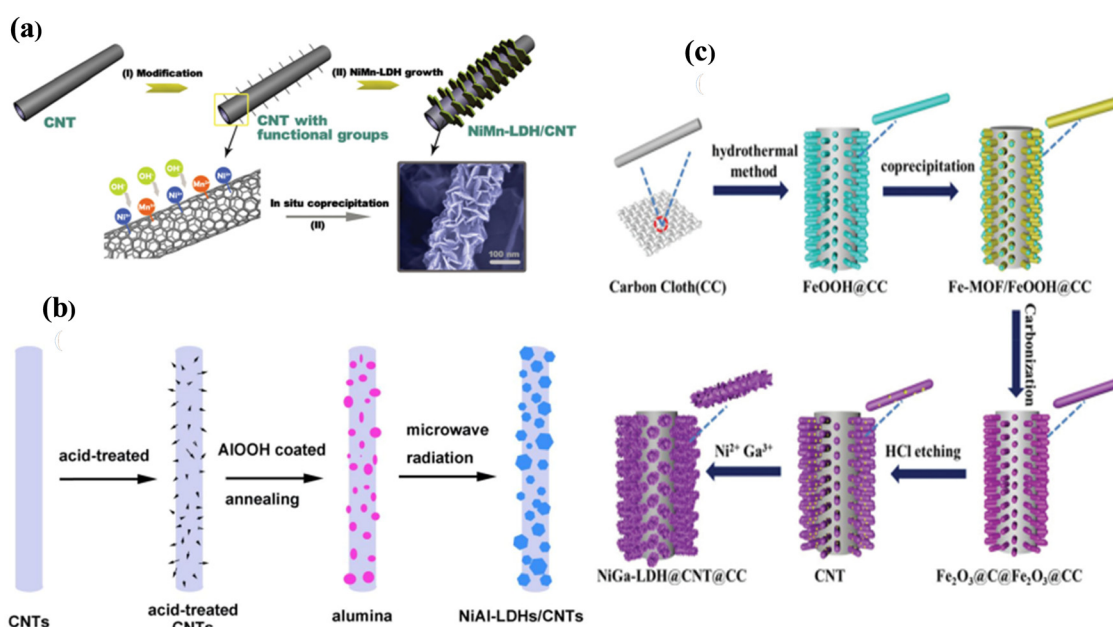 (a)
CNT
(I) Modification
CNT with
functional groups
(II) NiMn-LDH growth
NiMn-LDH/CNT
OH⁻ OH⁻ OH⁻
Ni²⁺ Mn³⁺ Ni²⁺ Mn³⁺ Ni²⁺
In situ coprecipitation
(II)
100 nm
(b)
CNTs
acid-treated
acid-treated
CNTs
AlOOH coated
annealing
alumina
microwave
radiation
NiAl-LDHs/CNTs
(c)
Carbon Cloth(CC)
hydrothermal
method
FeOOH@CC
coprecipitation
Fe-MOF/FeOOH@CC
Carbonization
Fe₂O₃@C@Fe₂O₃@CC
HCl etching
CNT
Ni²⁺ Ga³⁺
NiGa-LDH@CNT@CC